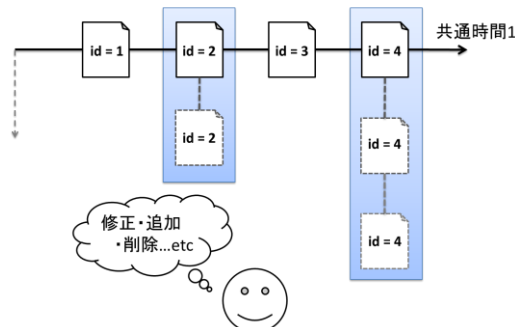 共通時間1
id = 1
id = 2
id = 3
id = 4
id = 2
id = 4
id = 4
修正・追加
・削除...etc